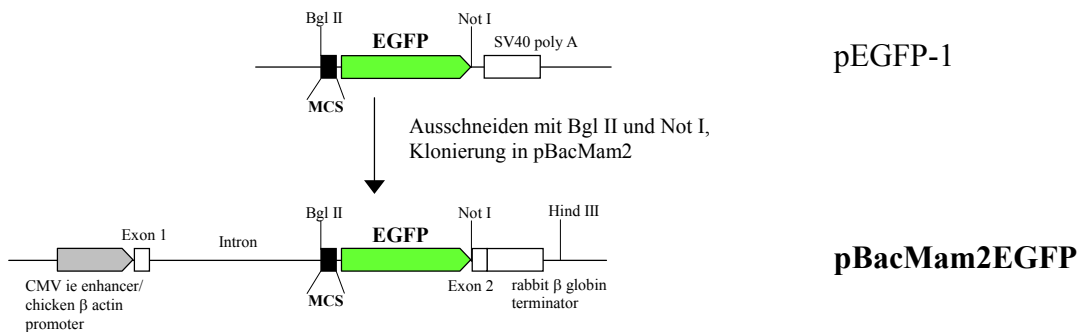 Bgl II
Not I
EGFP
SV40 poly A
MCS
pEGFP-1
Ausschneiden mit Bgl II und Not I,
Klonierung in pBacMam2
Bgl II
Not I
Hind III
EGFP
Exon 1
Intron
CMV ie enhancer/
chicken β actin
promoter
MCS
Exon 2
rabbit β globin
terminator
pBacMam2EGFP